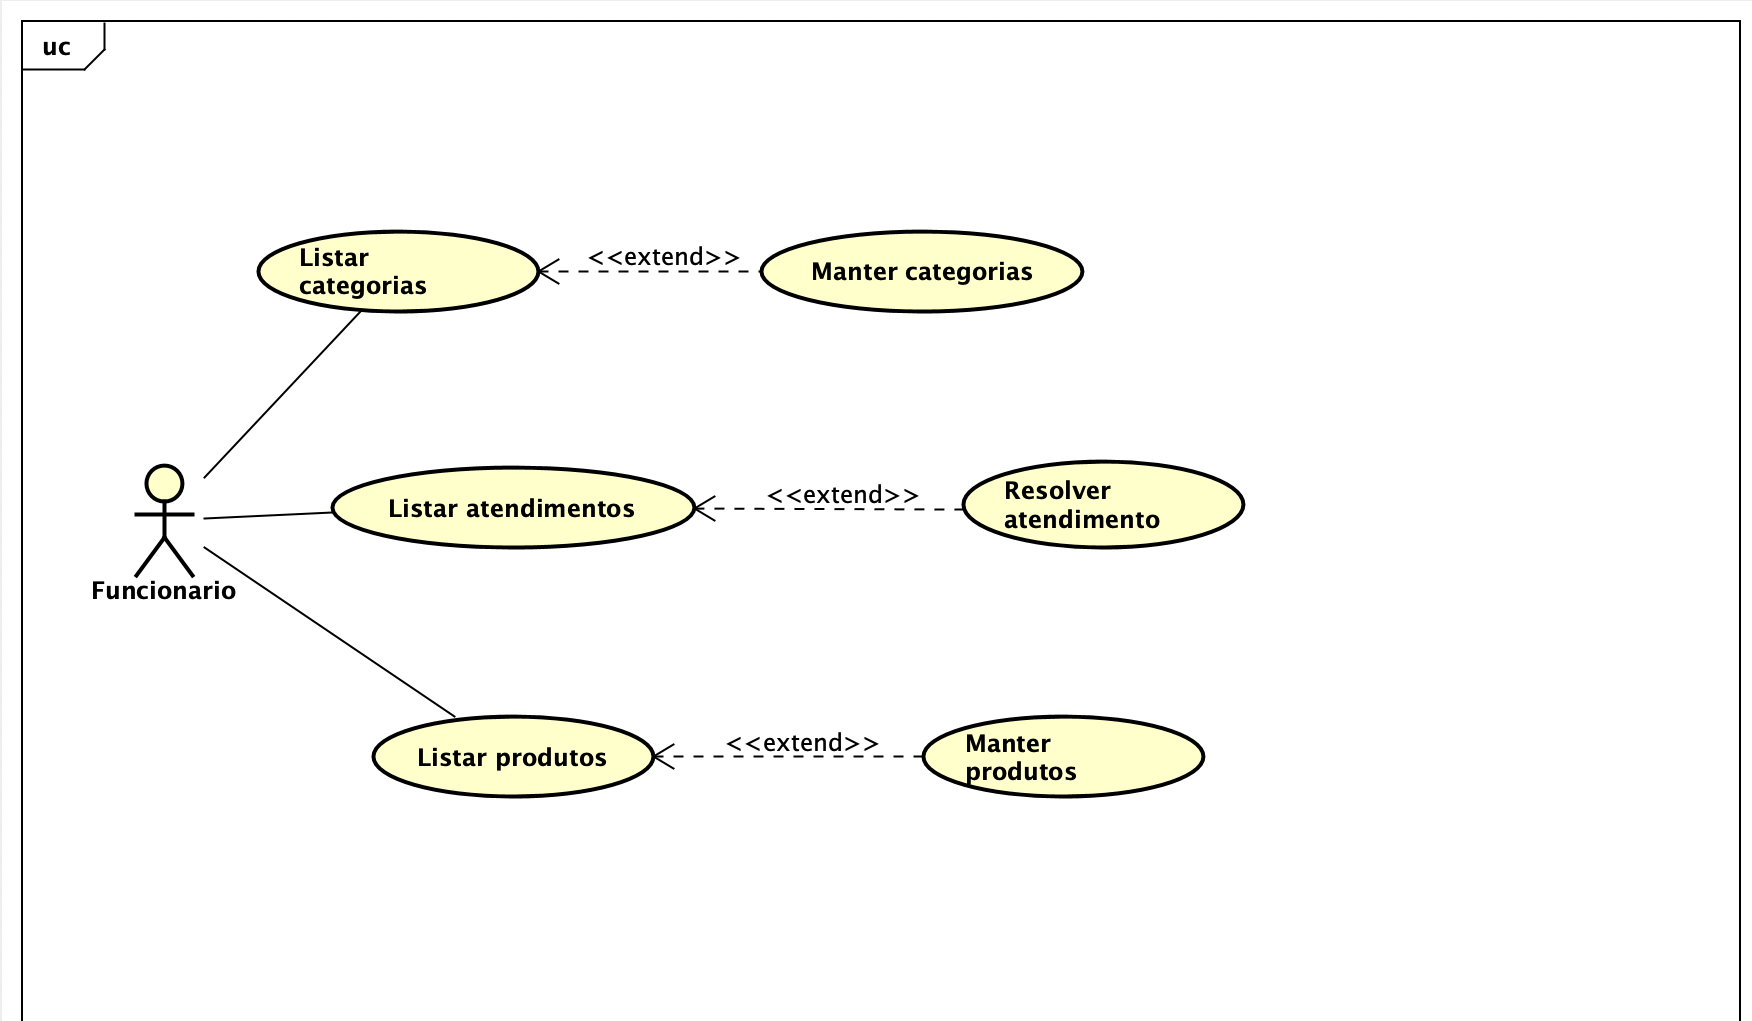 uc
Listar
categorias
<<extend>>
Manter categorias
Listar atendimentos
<<extend>>
Resolver
atendimento
Funcionario
Listar produtos
<<extend>>
Manter
produtos